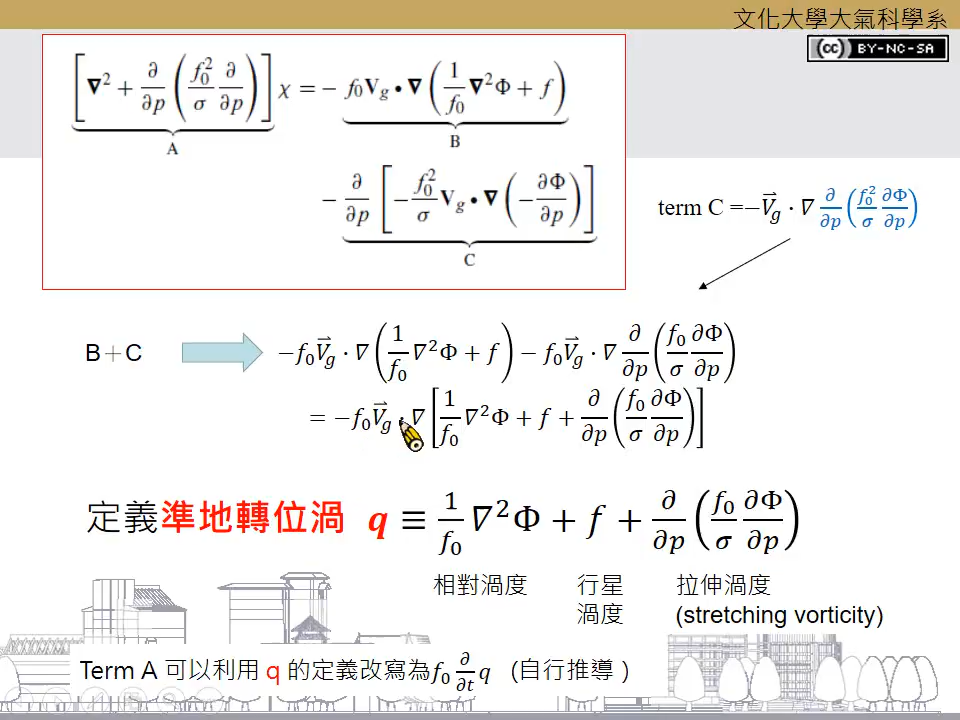 文化大學大氣科學系
(cc) BY-NC-SA
[∇² + ∂/∂p (f₀²/σ ∂/∂p)] χ = − f₀V_g • ∇ (1/f₀ ∇²Φ + f)
A
B
− ∂/∂p [−f₀²/σ V_g • ∇ (−∂Φ/∂p)]
C
term C =−V⃗_g · ∇ ∂/∂p (f₀²/σ ∂Φ/∂p)
B＋C
−f₀V⃗_g · ∇ (1/f₀ ∇²Φ + f) − f₀V⃗_g · ∇ ∂/∂p (f₀/σ ∂Φ/∂p)
= −f₀V⃗_g · ∇ [1/f₀ ∇²Φ + f + ∂/∂p (f₀/σ ∂Φ/∂p)]
定義準地轉位渦 q ≡ 1/f₀ ∇²Φ + f + ∂/∂p (f₀/σ ∂Φ/∂p)
相對渦度 行星 拉伸渦度
渦度 (stretching vorticity)
Term A 可以利用 q 的定義改寫為f₀ ∂/∂t q (自行推導 )